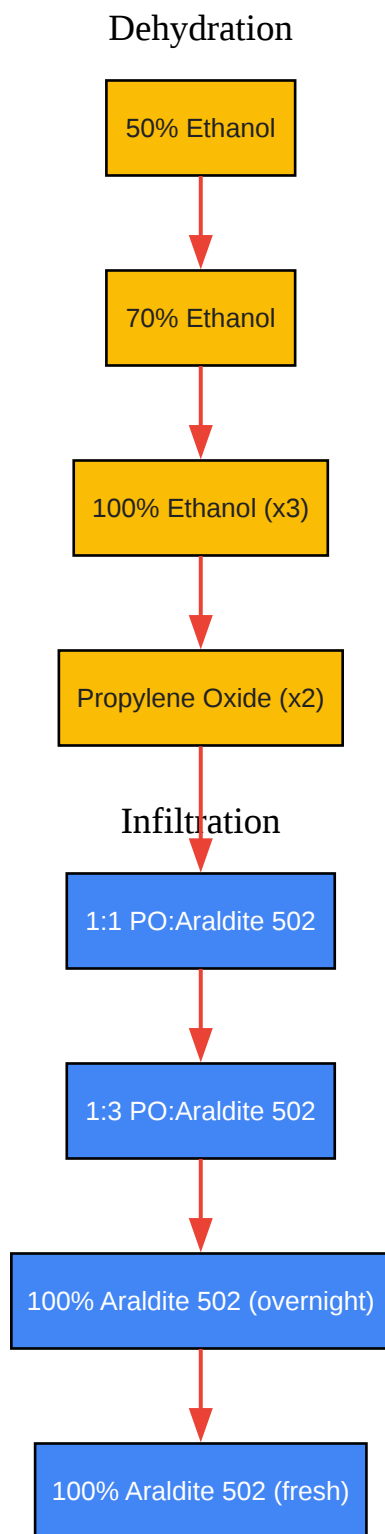 Dehydration
50% Ethanol
70% Ethanol
100% Ethanol (x3)
Propylene Oxide (x2)
Infiltration
1:1 PO:Araldite 502
1:3 PO:Araldite 502
100% Araldite 502 (overnight)
100% Araldite 502 (fresh)